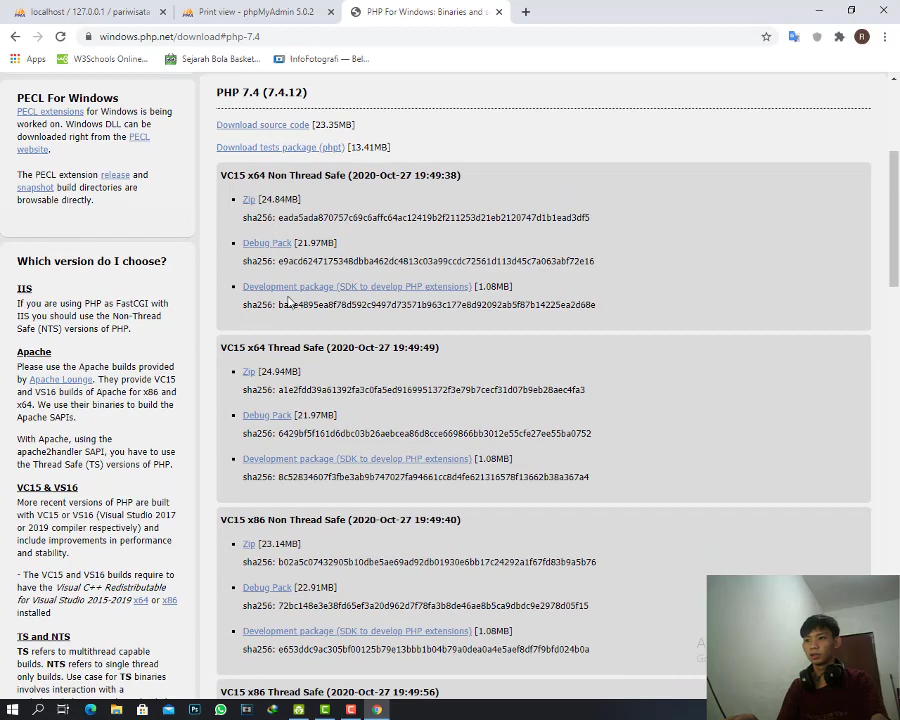 localhost / 127.0.0.1 / pariwisata
Print view - phpMyAdmin 5.0.2
PHP For Windows: Binaries and s
windows.php.net/download#php-7.4
R
Apps
W3Schools Online...
Sejarah Bola Basket...
InfoFotografi — Bel...
PECL For Windows
PECL extensions for Windows is being
worked on. Windows DLL can be
downloaded right from the PECL
website.
The PECL extension release and
snapshot build directories are
browsable directly.
Which version do I choose?
IIS
If you are using PHP as FastCGI with
IIS you should use the Non-Thread
Safe (NTS) versions of PHP.
Apache
Please use the Apache builds provided
by Apache Lounge. They provide VC15
and VS16 builds of Apache for x86 and
x64. We use their binaries to build the
Apache SAPIs.
With Apache, using the
apache2handler SAPI, you have to use
the Thread Safe (TS) versions of PHP.
VC15 & VS16
More recent versions of PHP are built
with VC15 or VS16 (Visual Studio 2017
or 2019 compiler respectively) and
include improvements in performance
and stability.
- The VC15 and VS16 builds require to
have the Visual C++ Redistributable
for Visual Studio 2015-2019 x64 or x86
installed
TS and NTS
TS refers to multithread capable
builds. NTS refers to single thread
only builds. Use case for TS binaries
involves interaction with a
PHP 7.4 (7.4.12)
Download source code [23.35MB]
Download tests package (phpt) [13.41MB]
VC15 x64 Non Thread Safe (2020-Oct-27 19:49:38)
Zip [24.84MB]
sha256: eada5ada870757c69c6affc64ac12419b2f211253d21eb2120747d1b1ead3df5
Debug Pack [21.97MB]
sha256: e9acd6247175348dbba462dc4813c03a99ccdc72561d113d45c7a063abf72e16
Development package (SDK to develop PHP extensions) [1.08MB]
sha256:
VC15 x64 Thread Safe (2020-Oct-27 19:49:49)
Zip [24.94MB]
sha256: a1e2fdd39a61392fa3c0fa5ed9169951372f3e79b7cecf31d07b9eb28aec4fa3
Debug Pack [21.97MB]
sha256: 6429bf5f161d6dbc03b26aebcea86d8cce669866bb3012e55cfe27ee55ba0752
Development package (SDK to develop PHP extensions) [1.08MB]
sha256: 8c52834607f3fbe3ab9b747027fa94661cc8d4fe621316578f13662b38a367a4
VC15 x86 Non Thread Safe (2020-Oct-27 19:49:40)
Zip [23.14MB]
sha256: b02a5c07432905b10dbe5ae69ad92db01930e6bb17c24292a1f67fd83b9a5b76
Debug Pack [22.91MB]
sha256: 72bc148e3e38fd65ef3a20d962d7f78fa3b8de46ae8b5ca9dbdc9e2978d05f15
Development package (SDK to develop PHP extensions) [1.08MB]
sha256: e653ddc9ac305bf00125b79e13bbb1b04b79a0dea0a4e5aef8df7f9bfd024b0a
VC15 x86 Thread Safe (2020-Oct-27 19:49:56)